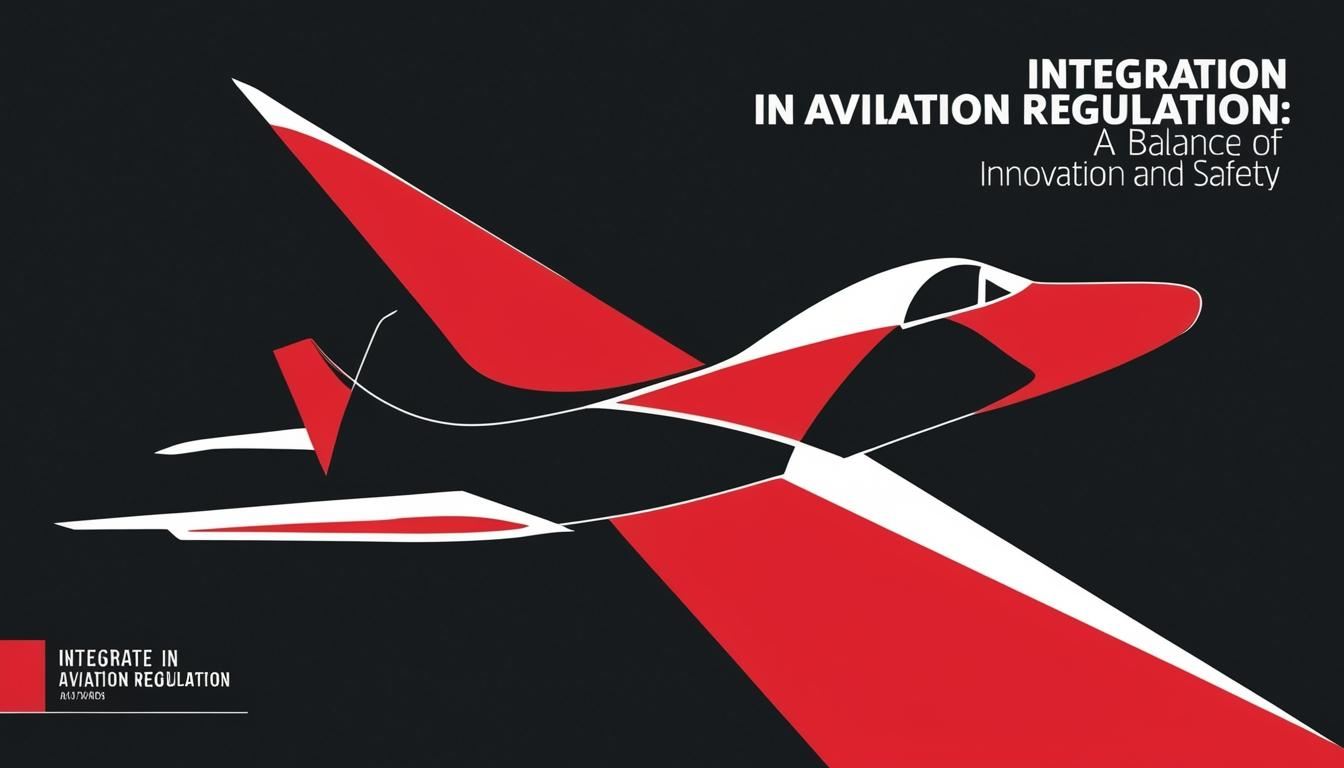 INTEGRATION
IN AVILATION REGULATION:
A Balance of
Innovation and Safety
INTEGRATE IN
AVIATION REGULATION